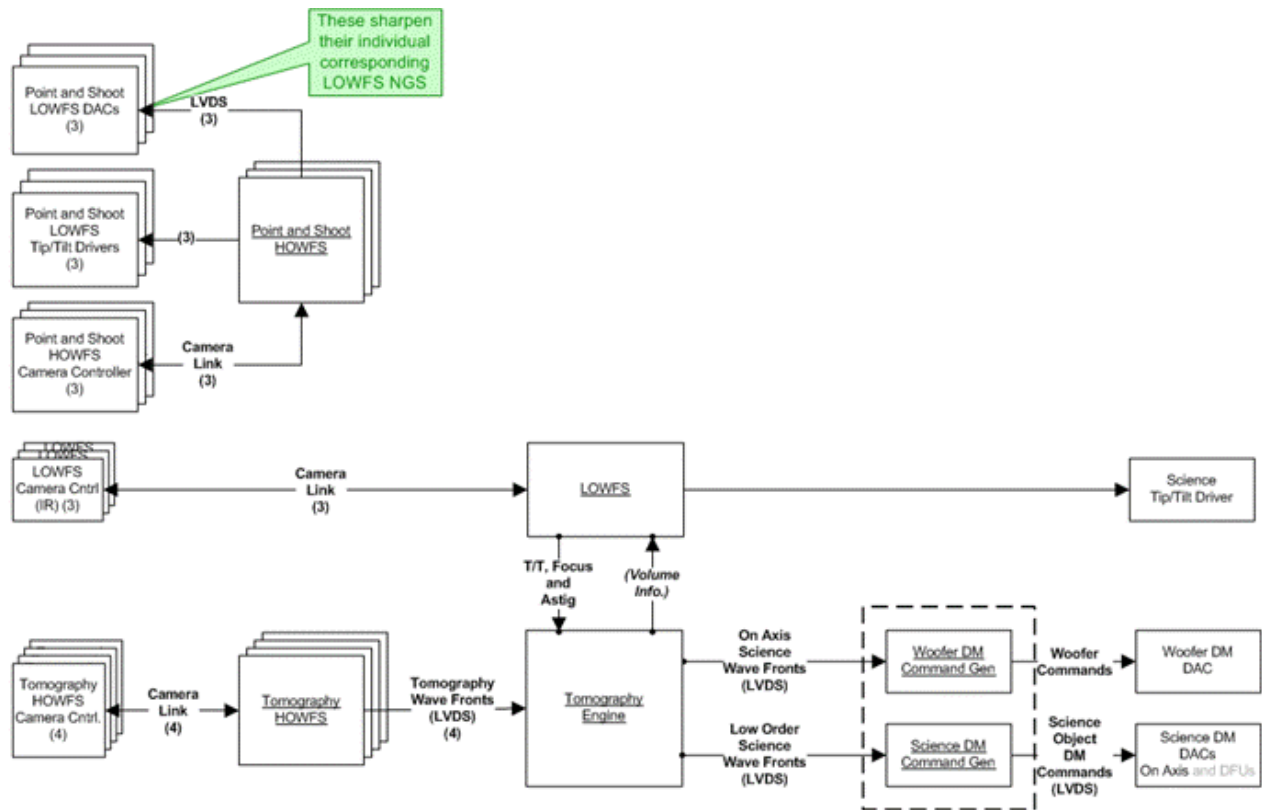 These sharpen
their individual
corresponding
LOWFS NGS
Point and Shoot
LOWFS DACs
(3)
LVDS
(3)
Point and Shoot
LOWFS
Tip/Tilt Drivers
(3)
(3)
Point and Shoot
HOWFS
Point and Shoot
HOWFS
Camera Controller
(3)
Camera
Link
(3)
LOWFS
LOWFS
LOWFS
Camera Cntrl
(IR) (3)
Camera
Link
(3)
LOWFS
Science
Tip/Tilt Driver
T/T, Focus
and
Astig
(Volume
Info.)
Tomography
HOWFS
Camera Cntrl.
(4)
Camera
Link
(4)
Tomography
HOWFS
Tomography
Wave Fronts
(LVDS)
(4)
Tomography
Engine
On Axis
Science
Wave Fronts
(LVDS)
Woofer DM
Command Gen
Woofer
Commands
Woofer DM
DAC
Low Order
Science
Wave Fronts
(LVDS)
Science DM
Command Gen
Science
Object
DM
Commands
(LVDS)
Science DM
DACs
On Axis and DFUs